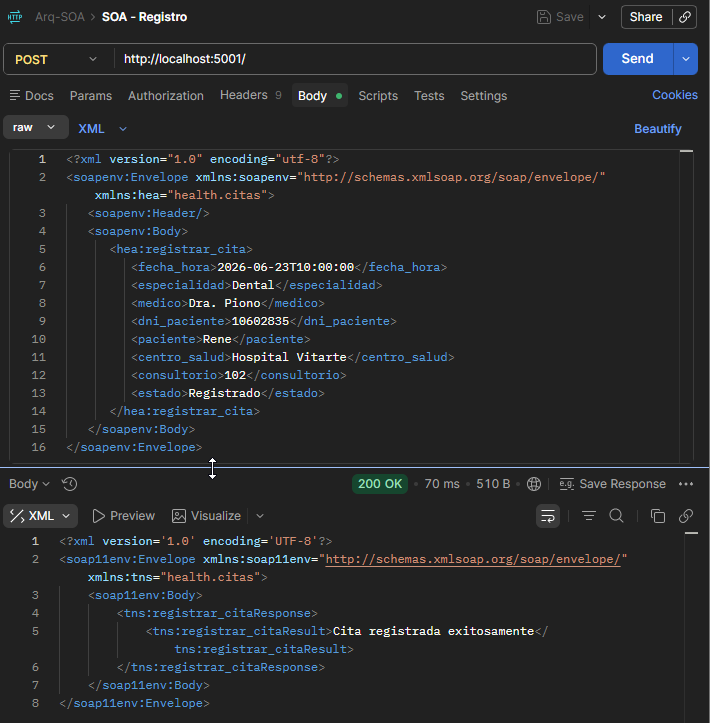 HTTP Arq-SOA > SOA - Registro Save Share
POST http://localhost:5001/ Send
Docs Params Authorization Headers 9 Body Scripts Tests Settings Cookies
raw XML Beautify
1 <?xml version="1.0" encoding="utf-8"?>
2 <soapenv:Envelope xmlns:soapenv="http://schemas.xmlsoap.org/soap/envelope/"
xmlns:hea="health.citas">
3 <soapenv:Header/>
4 <soapenv:Body>
5 <hea:registrar_cita>
6 <fecha_hora>2026-06-23T10:00:00</fecha_hora>
7 <especialidad>Dental</especialidad>
8 <medico>Dra. Piono</medico>
9 <dni_paciente>10602835</dni_paciente>
10 <paciente>Rene</paciente>
11 <centro_salud>Hospital Vitarte</centro_salud>
12 <consultorio>102</consultorio>
13 <estado>Registrado</estado>
14 </hea:registrar_cita>
15 </soapenv:Body>
16 </soapenv:Envelope>
Body 200 OK • 70 ms • 510 B • e.g. Save Response
XML Preview Visualize
1 <?xml version='1.0' encoding='UTF-8'?>
2 <soap11env:Envelope xmlns:soap11env="http://schemas.xmlsoap.org/soap/envelope/"
xmlns:tns="health.citas">
3 <soap11env:Body>
4 <tns:registrar_citaResponse>
5 <tns:registrar_citaResult>Cita registrada exitosamente</
tns:registrar_citaResult>
6 </tns:registrar_citaResponse>
7 </soap11env:Body>
8 </soap11env:Envelope>